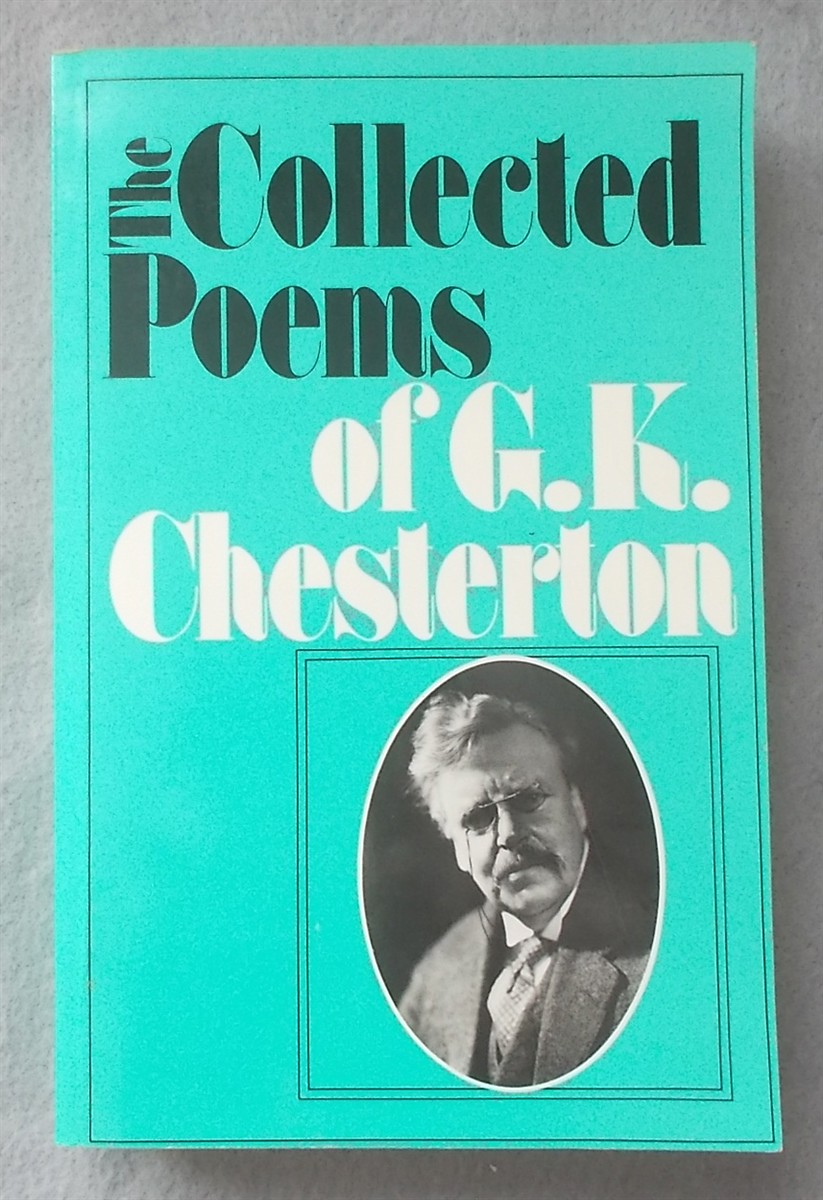 The Collected
Poems
of G.K.
Chesterton